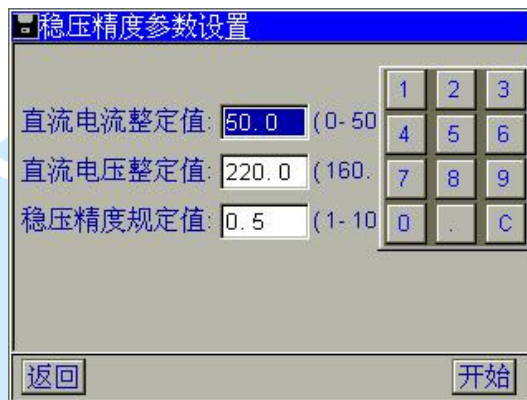 稳压精度参数设置
直流电流整定值: 50.0 (0-50
直流电压整定值: 220.0 (160.
稳压精度规定值: 0.5 (1-10
1 2 3
4 5 6
7 8 9
0 . C
返回 开始